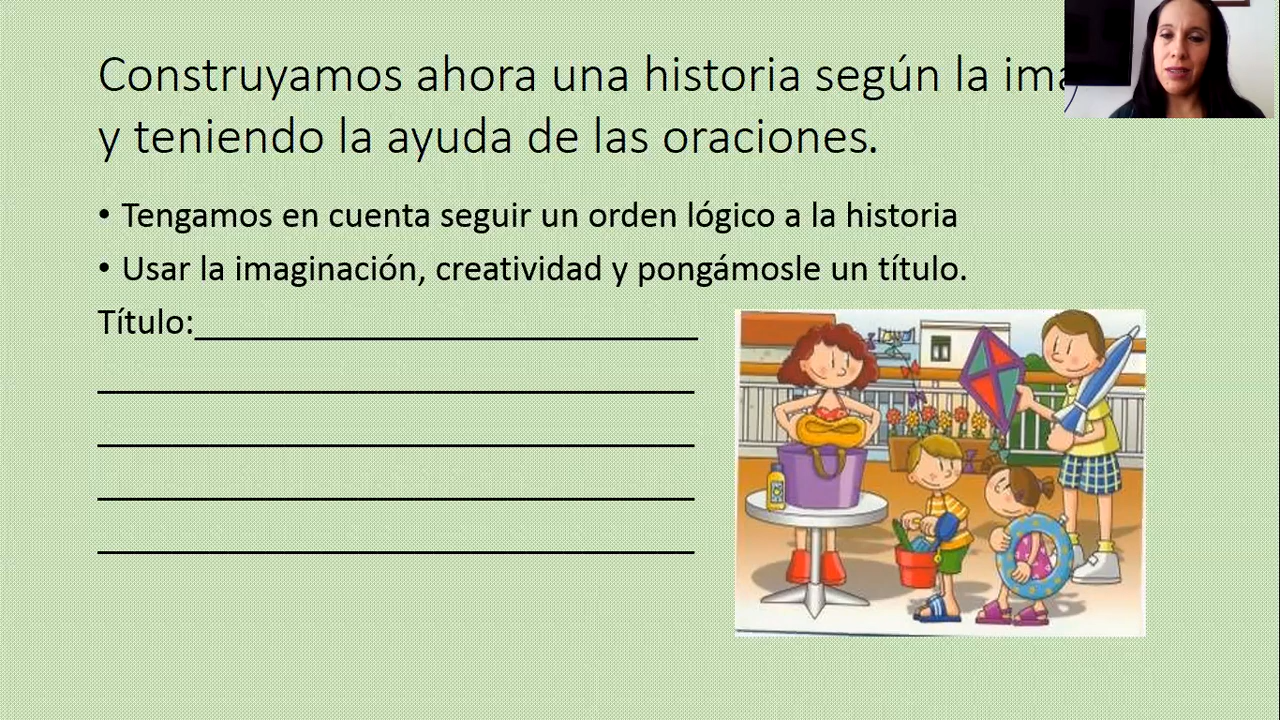 Construyamos ahora una historia según la
y teniendo la ayuda de las oraciones.
• Tengamos en cuenta seguir un orden lógico a la historia
• Usar la imaginación, creatividad y pongámosle un título.
Título: